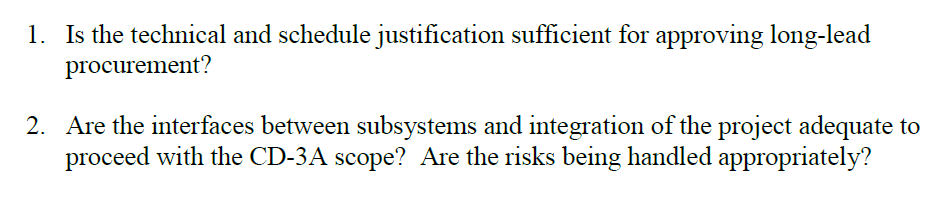 1. Is the technical and schedule justification sufficient for approving long-lead
procurement?
2. Are the interfaces between subsystems and integration of the project adequate to
proceed with the CD-3A scope?  Are the risks being handled appropriately?